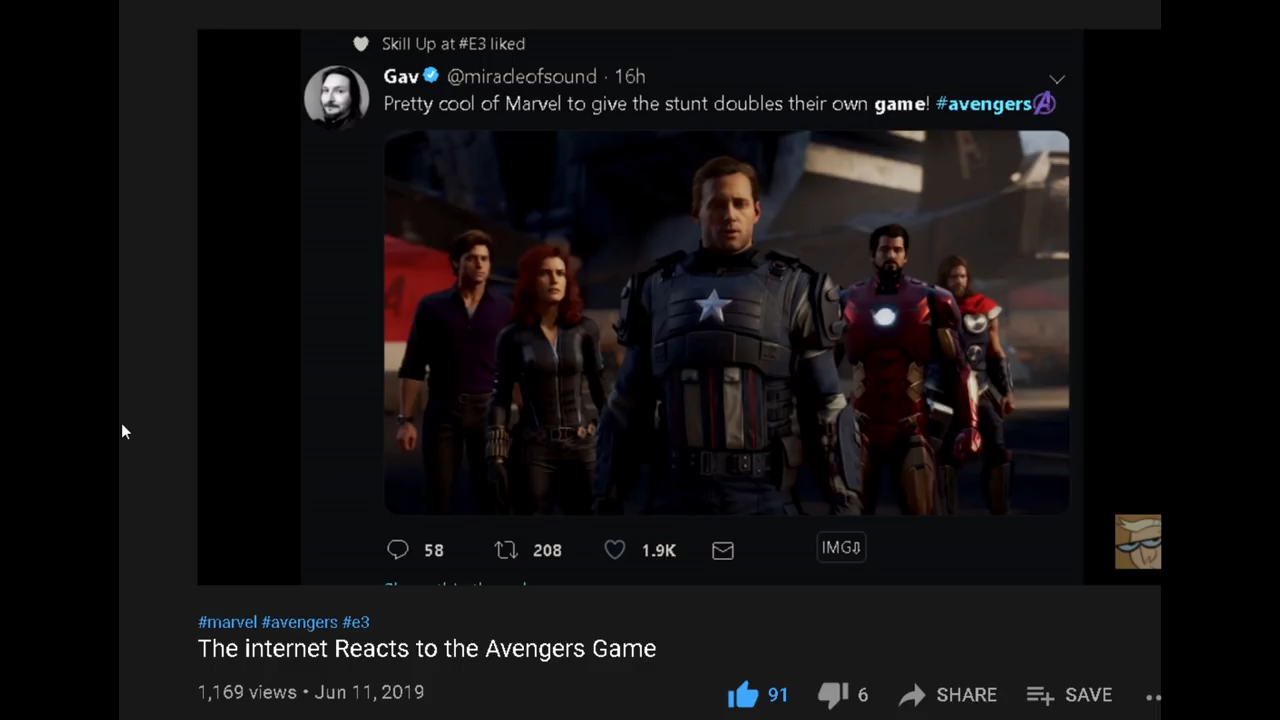 Skill Up at #E3 liked
Gav @miracleofsound · 16h
Pretty cool of Marvel to give the stunt doubles their own game! #avengers
58 208 1.9K IMG
#marvel #avengers #e3
The internet Reacts to the Avengers Game
1,169 views • Jun 11, 2019
91 6 SHARE SAVE